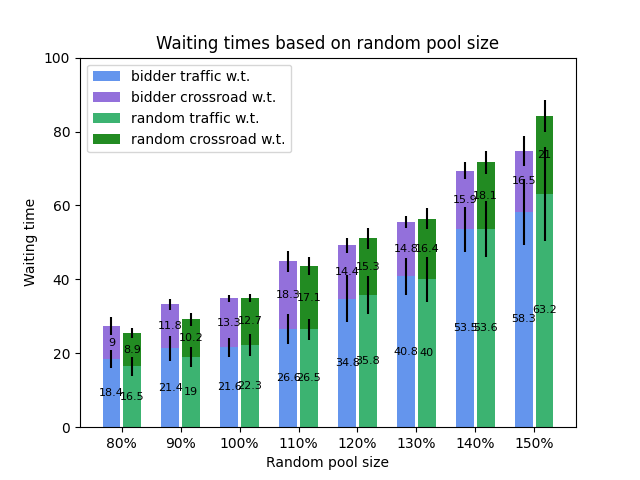 Waiting times based on random pool size
bidder traffic w.t.
bidder crossroad w.t.
random traffic w.t.
random crossroad w.t.
Waiting time
100
80
60
40
20
0
9 8.9 11.8 10.2 13.3 12.7 18.3 17.1 14.4 15.3 14.8 16.4 15.9 18.1 16.5 21
18.4 16.5 21.4 19 21.6 22.3 26.6 26.5 34.8 35.8 40.8 40 53.5 53.6 58.3 63.2
80% 90% 100% 110% 120% 130% 140% 150%
Random pool size